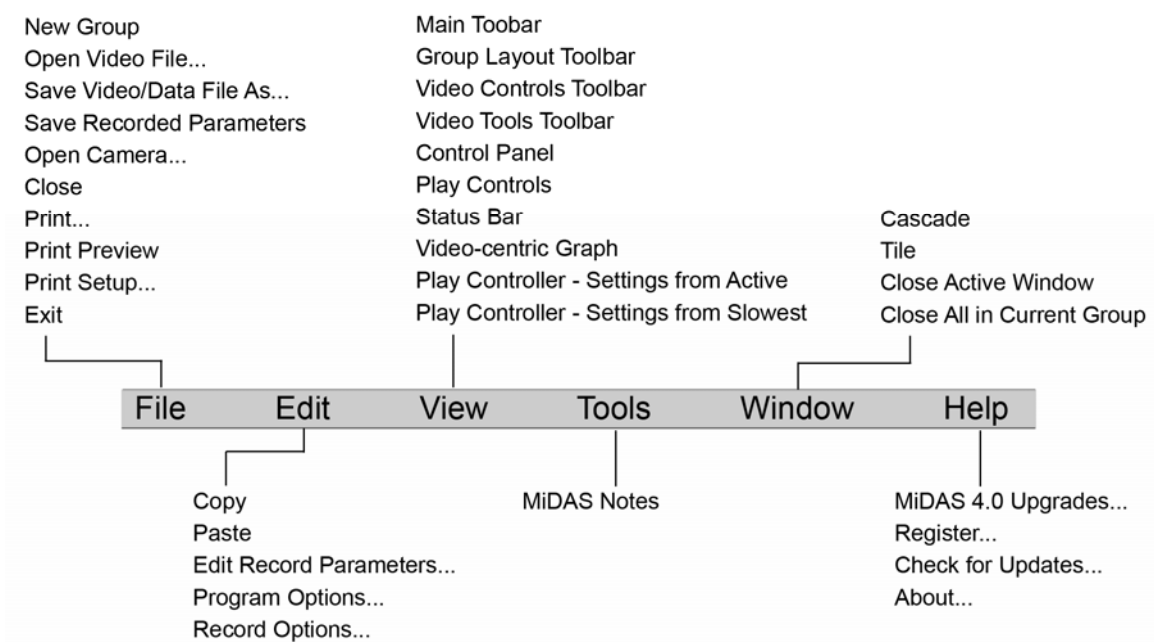 New Group
Open Video File...
Save Video/Data File As...
Save Recorded Parameters
Open Camera...
Close
Print...
Print Preview
Print Setup...
Exit
Main Toobar
Group Layout Toolbar
Video Controls Toolbar
Video Tools Toolbar
Control Panel
Play Controls
Status Bar
Video-centric Graph
Play Controller - Settings from Active
Play Controller - Settings from Slowest
Cascade
Tile
Close Active Window
Close All in Current Group
File Edit View Tools Window Help
Copy
Paste
Edit Record Parameters...
Program Options...
Record Options...
MiDAS Notes
MiDAS 4.0 Upgrades...
Register...
Check for Updates...
About...